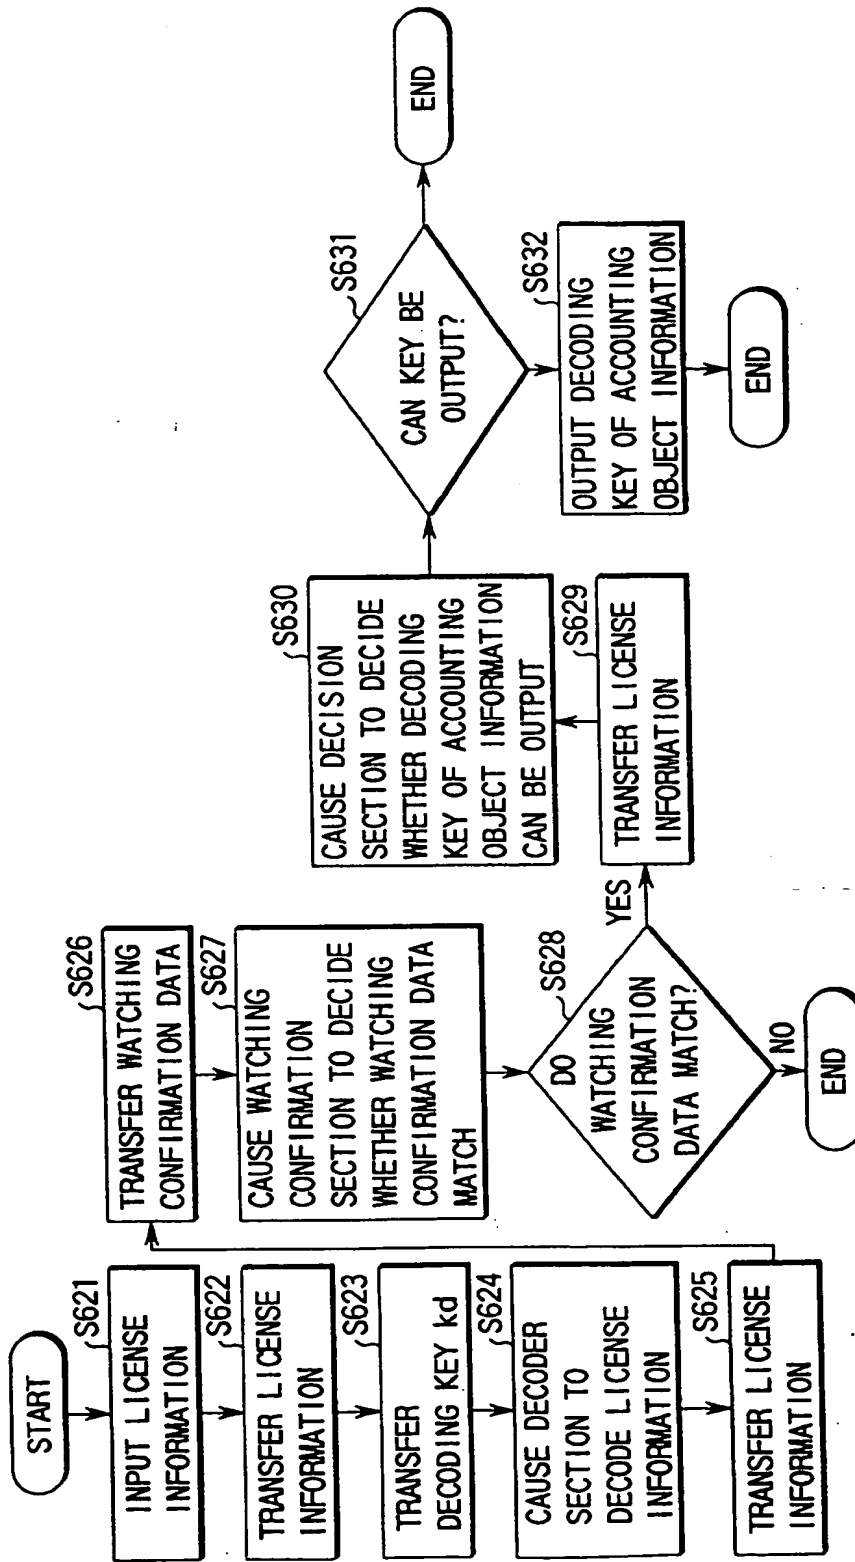 START
S621
INPUT LICENSE
INFORMATION
S622
TRANSFER LICENSE
INFORMATION
S623
TRANSFER
DECODING KEY kd
S624
CAUSE DECODER
SECTION TO
DECODE LICENSE
INFORMATION
S625
TRANSFER LICENSE
INFORMATION
S626
TRANSFER WATCHING
CONFIRMATION DATA
S627
CAUSE WATCHING
CONFIRMATION
SECTION TO DECIDE
WHETHER WATCHING
CONFIRMATION DATA
MATCH
S628
DO
WATCHING
CONFIRMATION
DATA MATCH?
NO
END
YES
S629
TRANSFER LICENSE
INFORMATION
S630
CAUSE DECISION
SECTION TO DECIDE
WHETHER DECODING
KEY OF ACCOUNTING
OBJECT INFORMATION
CAN BE OUTPUT
S631
CAN KEY BE
OUTPUT?
END
S632
OUTPUT DECODING
KEY OF ACCOUNTING
OBJECT INFORMATION
END